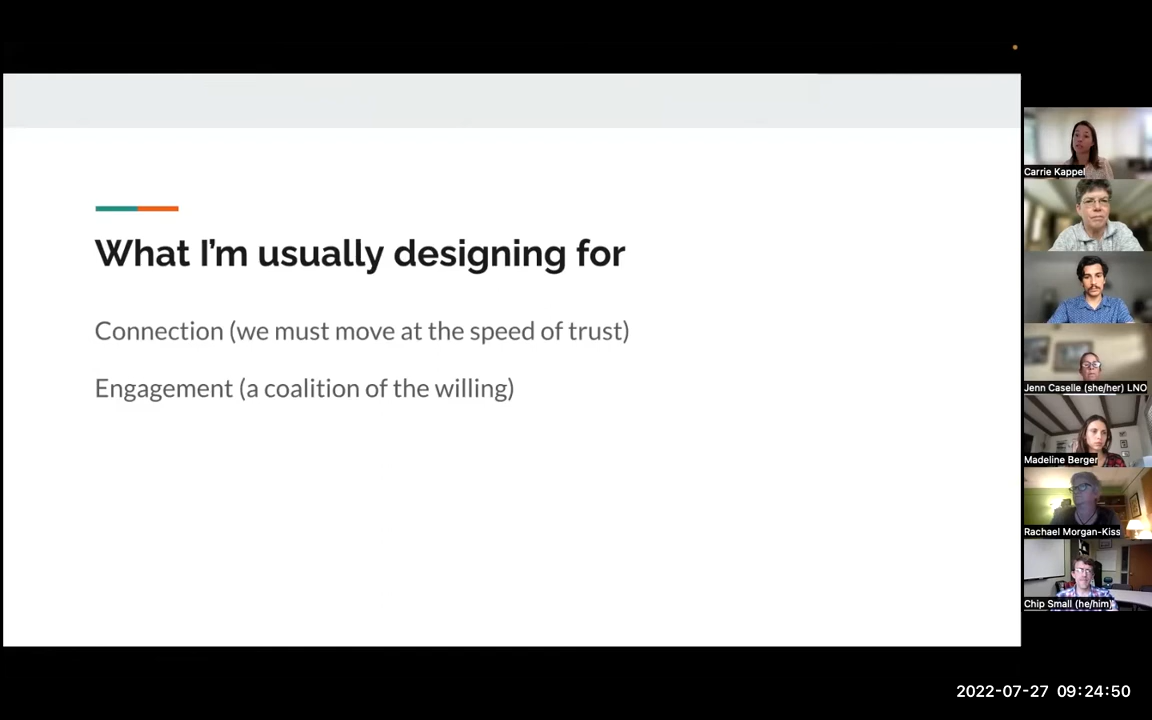 What I'm usually designing for
Connection (we must move at the speed of trust)
Engagement (a coalition of the willing)
Carrie Kappel
Jenn Caselle (she/her) LNO
Madeline Berger
Rachael Morgan-Kiss
Chip Small (he/him)
2022-07-27 09:24:50